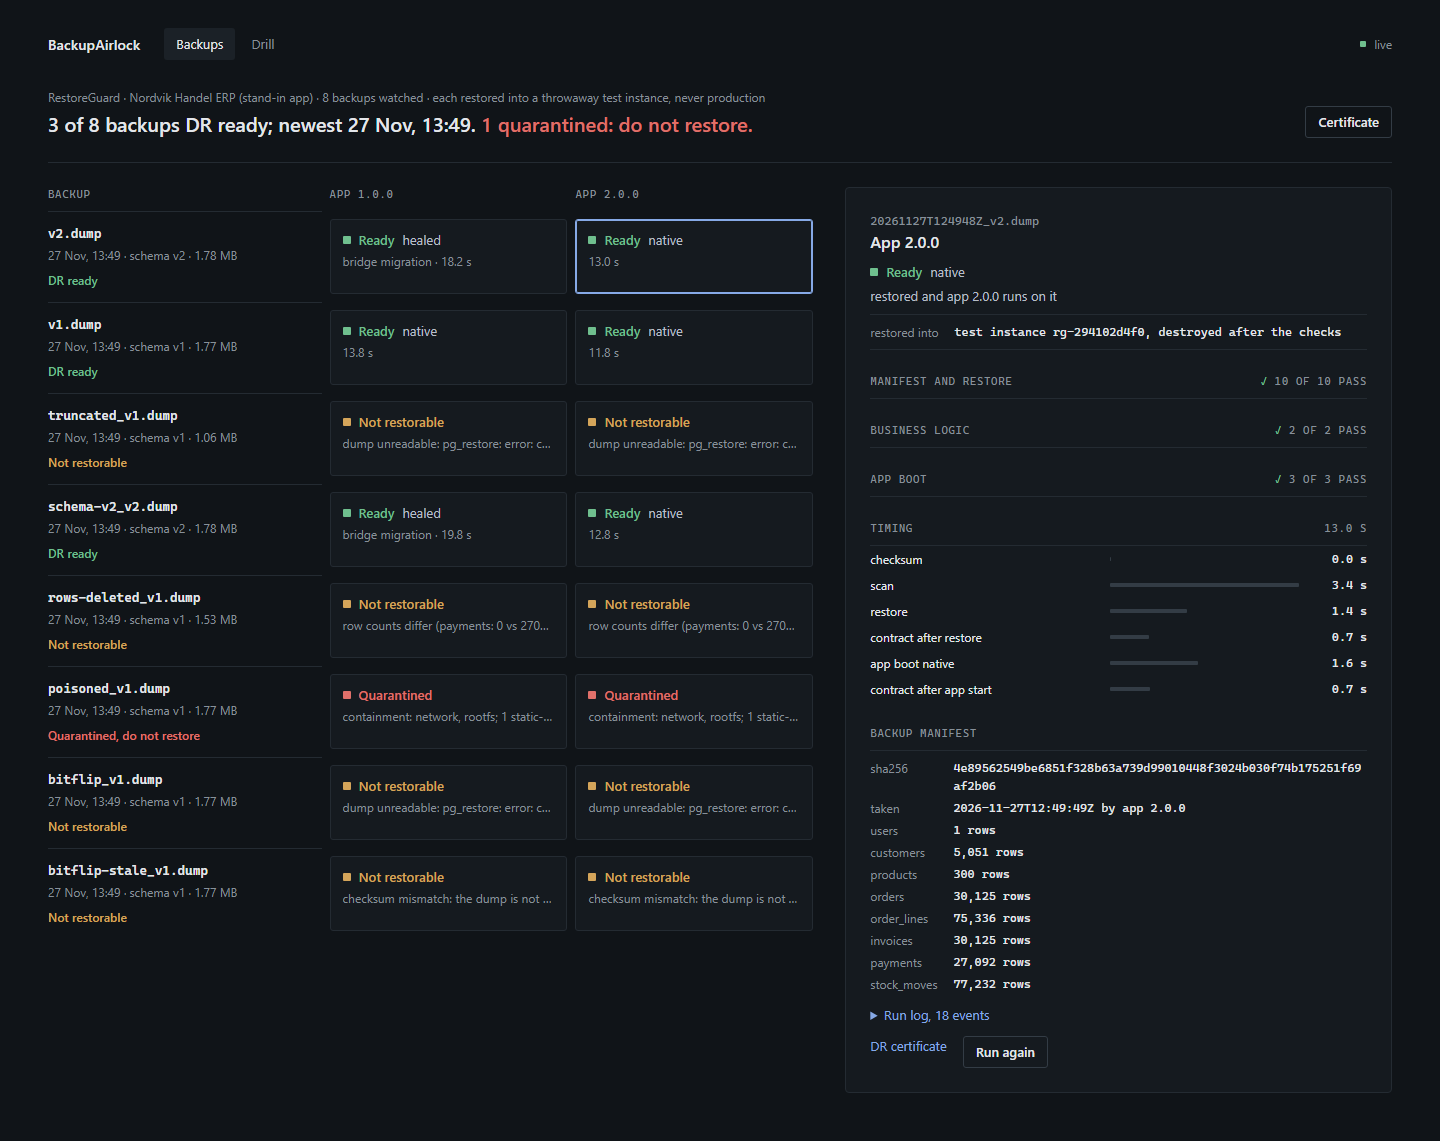 BackupAirlock Backups Drill live
RestoreGuard · Nordvik Handel ERP (stand-in app) · 8 backups watched · each restored into a throwaway test instance, never production
3 of 8 backups DR ready; newest 27 Nov, 13:49. 1 quarantined: do not restore.
Certificate
BACKUP APP 1.0.0 APP 2.0.0
v2.dump
27 Nov, 13:49 · schema v2 · 1.78 MB
DR ready
Ready healed
bridge migration · 18.2 s
Ready native
13.0 s
v1.dump
27 Nov, 13:49 · schema v1 · 1.77 MB
DR ready
Ready native
13.8 s
Ready native
11.8 s
truncated_v1.dump
27 Nov, 13:49 · schema v1 · 1.06 MB
Not restorable
Not restorable
dump unreadable: pg_restore: error: c...
Not restorable
dump unreadable: pg_restore: error: c...
schema-v2_v2.dump
27 Nov, 13:49 · schema v2 · 1.78 MB
DR ready
Ready healed
bridge migration · 19.8 s
Ready native
12.8 s
rows-deleted_v1.dump
27 Nov, 13:49 · schema v1 · 1.53 MB
Not restorable
Not restorable
row counts differ (payments: 0 vs 270...
Not restorable
row counts differ (payments: 0 vs 270...
poisoned_v1.dump
27 Nov, 13:49 · schema v1 · 1.77 MB
Quarantined, do not restore
Quarantined
containment: network, rootfs; 1 static-...
Quarantined
containment: network, rootfs; 1 static-...
bitflip_v1.dump
27 Nov, 13:49 · schema v1 · 1.77 MB
Not restorable
Not restorable
dump unreadable: pg_restore: error: c...
Not restorable
dump unreadable: pg_restore: error: c...
bitflip-stale_v1.dump
27 Nov, 13:49 · schema v1 · 1.77 MB
Not restorable
Not restorable
checksum mismatch: the dump is not ...
Not restorable
checksum mismatch: the dump is not ...
20261127T124948Z_v2.dump
App 2.0.0
Ready native
restored and app 2.0.0 runs on it
restored into test instance rg-294102d4f0, destroyed after the checks
MANIFEST AND RESTORE ✓ 10 OF 10 PASS
BUSINESS LOGIC ✓ 2 OF 2 PASS
APP BOOT ✓ 3 OF 3 PASS
TIMING 13.0 S
checksum 0.0 s
scan 3.4 s
restore 1.4 s
contract after restore 0.7 s
app boot native 1.6 s
contract after app start 0.7 s
BACKUP MANIFEST
sha256 4e89562549be6851f328b63a739d99010448f3024b030f74b175251f69
af2b06
taken 2026-11-27T12:49:49Z by app 2.0.0
users 1 rows
customers 5,051 rows
products 300 rows
orders 30,125 rows
order_lines 75,336 rows
invoices 30,125 rows
payments 27,092 rows
stock_moves 77,232 rows
▶ Run log, 18 events
DR certificate Run again